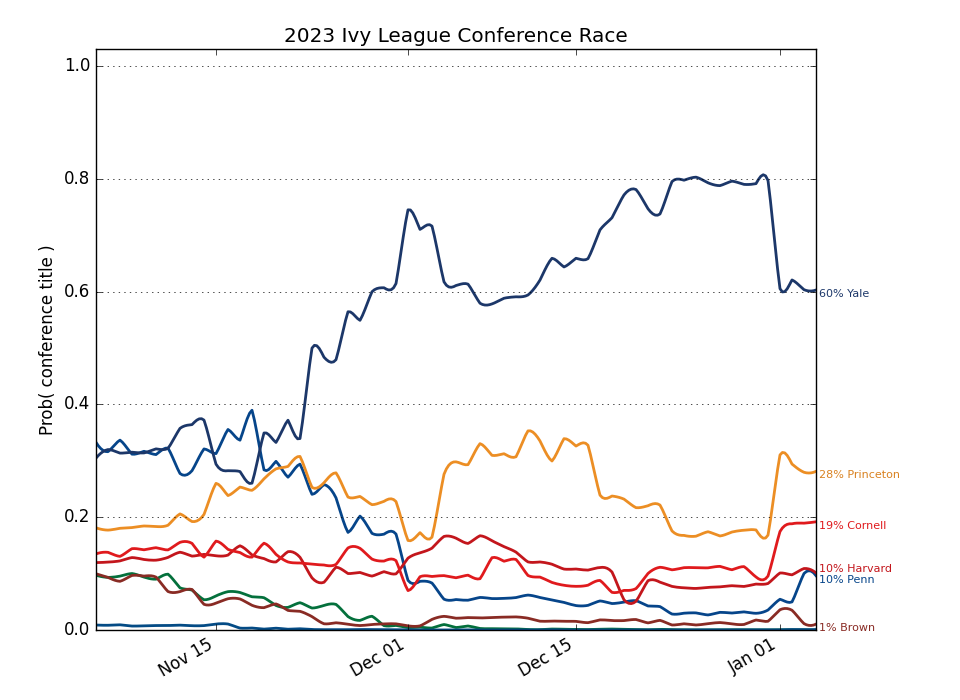 2023 Ivy League Conference Race
1.0
0.8
0.6
0.4
0.2
0.0
Prob( conference title )
60% Yale
28% Princeton
19% Cornell
10% Harvard
10% Penn
1% Brown
Nov 15
Dec 01
Dec 15
Jan 01